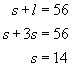 s + l = 56
s + 3s = 56
s = 14